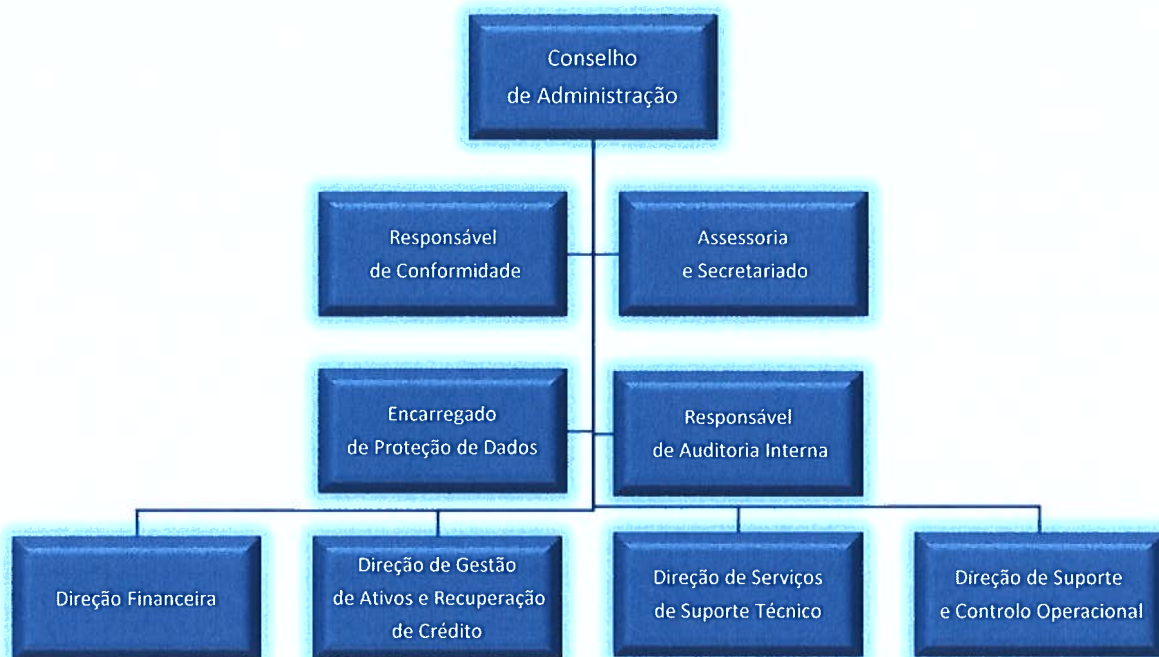 Conselho
de Administração
Responsável
de Conformidade
Assessoria
e Secretariado
Encarregado
de Proteção de Dados
Responsável
de Auditoria Interna
Direção Financeira
Direção de Gestão
de Ativos e Recuperação
de Crédito
Direção de Serviços
de Suporte Técnico
Direção de Suporte
e Controlo Operacional